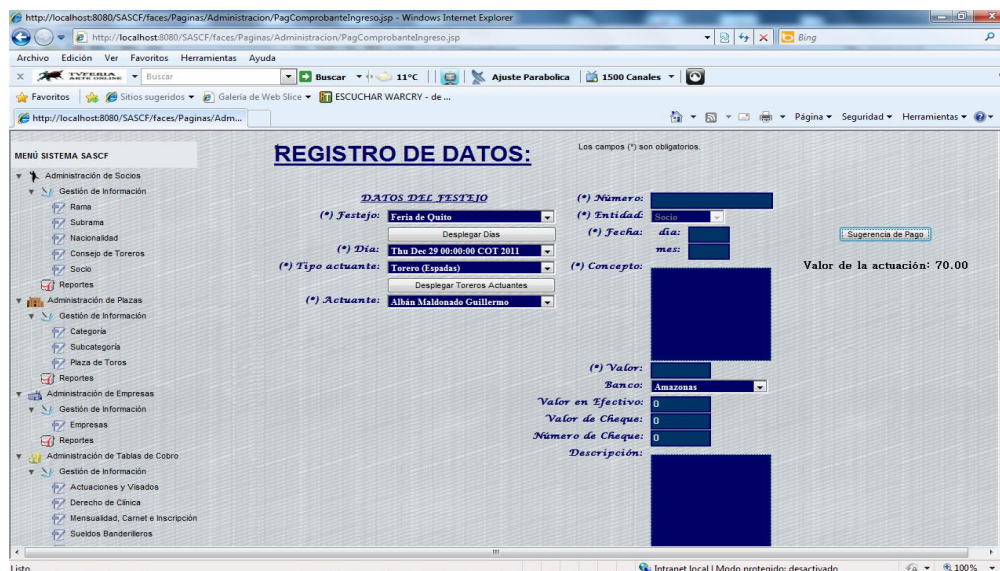 http://localhost:8080/SASCF/faces/Paginas/Administracion/PagComprobanteIngreso.jsp - Windows Internet Explorer
http://localhost:8080/SASCF/faces/Paginas/Administracion/PagComprobanteIngreso.jsp
Bing
Archivo Edición Ver Favoritos Herramientas Ayuda
TVFERIA
ARTE ONLINE
Buscar
Buscar
11°C
Ajuste Parabolica
1500 Canales
Favoritos
Sitios sugeridos
Galería de Web Slice
ESCUCHAR WARCRY - de ...
http://localhost:8080/SASCF/faces/Paginas/Adm...
Página Seguridad Herramientas
MENÚ SISTEMA SASCF
Administración de Socios
Gestión de Información
Rama
Subrama
Nacionalidad
Consejo de Toreros
Socio
Reportes
Administración de Plazas
Gestión de Información
Categoría
Subcategoría
Plaza de Toros
Reportes
Administración de Empresas
Gestión de Información
Empresas
Reportes
Administración de Tablas de Cobro
Gestión de Información
Actuaciones y Visados
Derecho de Clínica
Mensualidad, Carnet e Inscripción
Sueldos Banderilleros
REGISTRO DE DATOS:
Los campos (*) son obligatorios.
DATOS DEL FESTEJO
(*) Festejo: Feria de Quito
Desplegar Días
(*) Día: Thu Dec 29 00:00:00 COT 2011
(*) Tipo actuante: Torero (Espadas)
Desplegar Toreros Actuantes
(*) Actuante: Albán Maldonado Guillermo
(*) Número:
(*) Entidad: Socio
(*) Fecha: dia:
mes:
(*) Concepto:
(*) Valor:
Banco: Amazonas
Valor en Efectivo: 0
Valor de Cheque: 0
Número de Cheque: 0
Descripción:
Sugerencia de Pago
Valor de la actuación: 70.00
Listo
Intranet local | Modo protegido: desactivado
100%